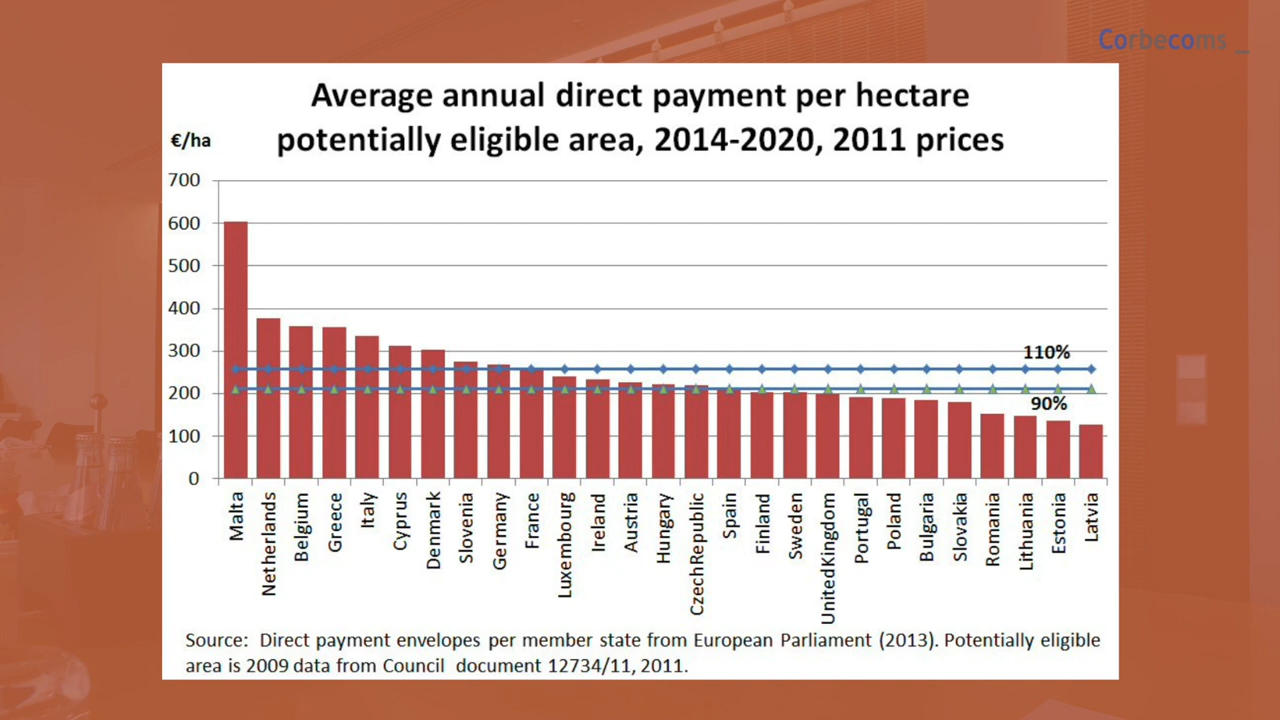 Corbecoms _
Average annual direct payment per hectare
potentially eligible area, 2014-2020, 2011 prices
€/ha
700
600
500
400
300
200
100
0
110%
90%
Malta
Netherlands
Belgium
Greece
Italy
Cyprus
Denmark
Slovenia
Germany
France
Luxembourg
Ireland
Austria
Hungary
CzechRepublic
Spain
Finland
Sweden
UnitedKingdom
Portugal
Poland
Bulgaria
Slovakia
Romania
Lithuania
Estonia
Latvia
Source: Direct payment envelopes per member state from European Parliament (2013). Potentially eligible
area is 2009 data from Council document 12734/11, 2011.